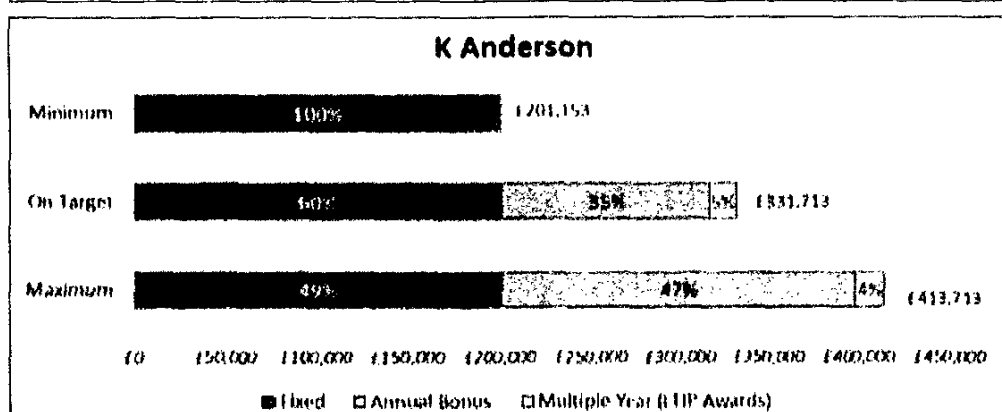 K Anderson
Minimum 100% £201,153
On Target 60% 35% 5% £331,713
Maximum 49% 47% 4% £413,713
£0 £50,000 £100,000 £150,000 £200,000 £250,000 £300,000 £350,000 £400,000 £450,000
Fixed Annual Bonus Multiple Year (LTIP Awards)